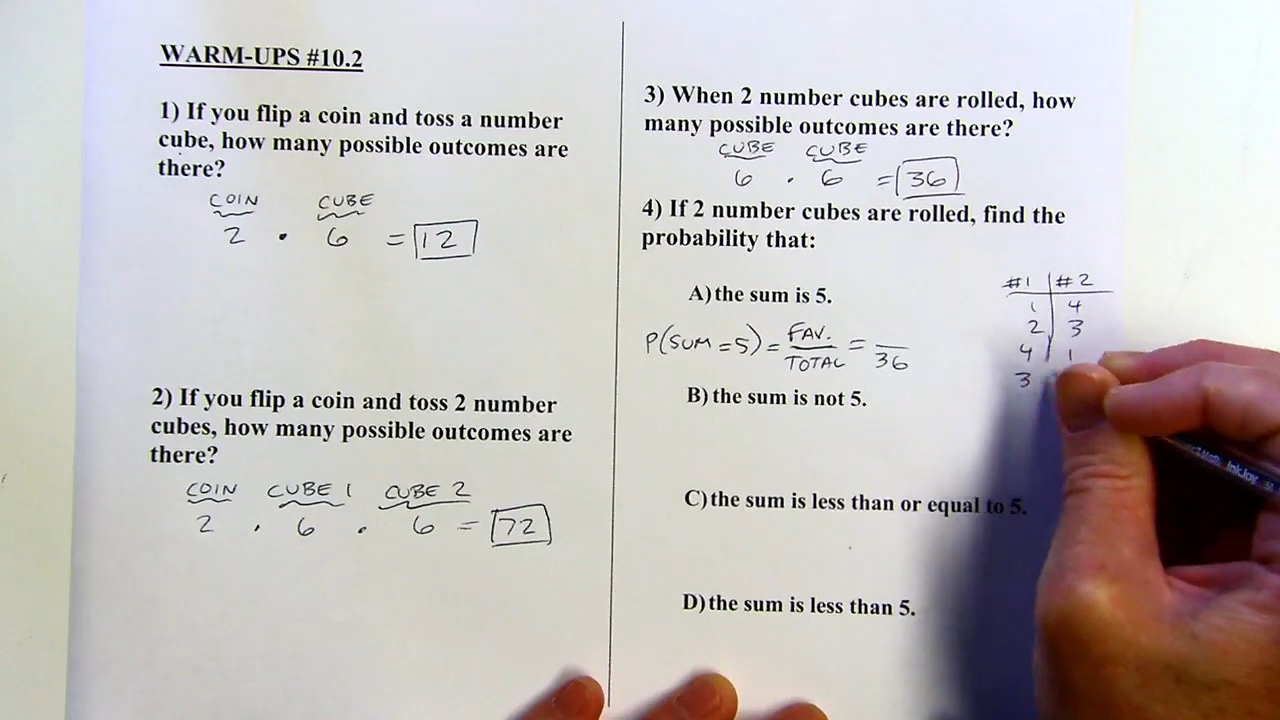 WARM-UPS #10.2
1) If you flip a coin and toss a number
cube, how many possible outcomes are
there?
COIN CUBE
2 · 6 = 12
2) If you flip a coin and toss 2 number
cubes, how many possible outcomes are
there?
COIN CUBE 1 CUBE 2
2 · 6 · 6 = 72
3) When 2 number cubes are rolled, how
many possible outcomes are there?
CUBE CUBE
6 · 6 = 36
4) If 2 number cubes are rolled, find the
probability that:
A) the sum is 5.
#1 #2
1 4
2 3
4 1
3
P(SUM = 5) = FAV. / TOTAL = / 36
B) the sum is not 5.
C) the sum is less than or equal to 5.
D) the sum is less than 5.
InkJoy